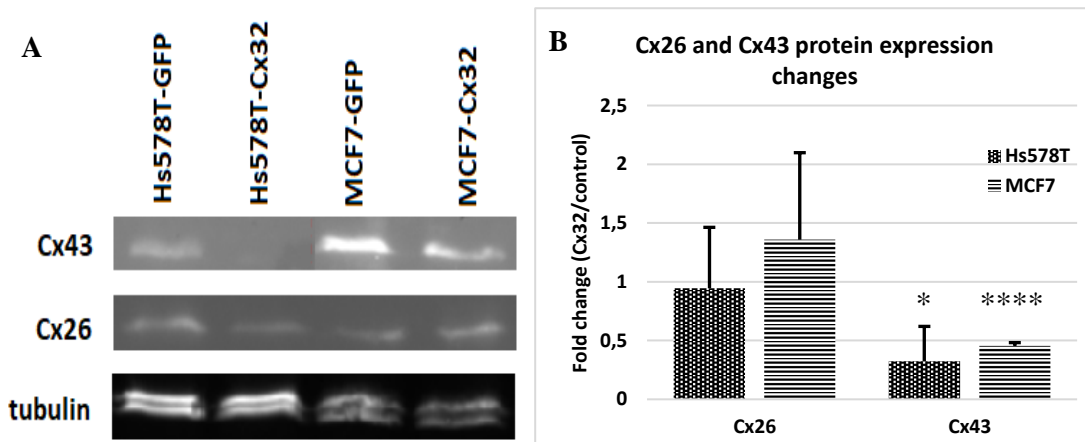 A
Hs578T-GFP
Hs578T-Cx32
MCF7-GFP
MCF7-Cx32
Cx43
Cx26
tubulin
B
Cx26 and Cx43 protein expression
changes
Fold change (Cx32/control)
2,5
2
1,5
1
0,5
0
Hs578T
MCF7
*
****
Cx26
Cx43